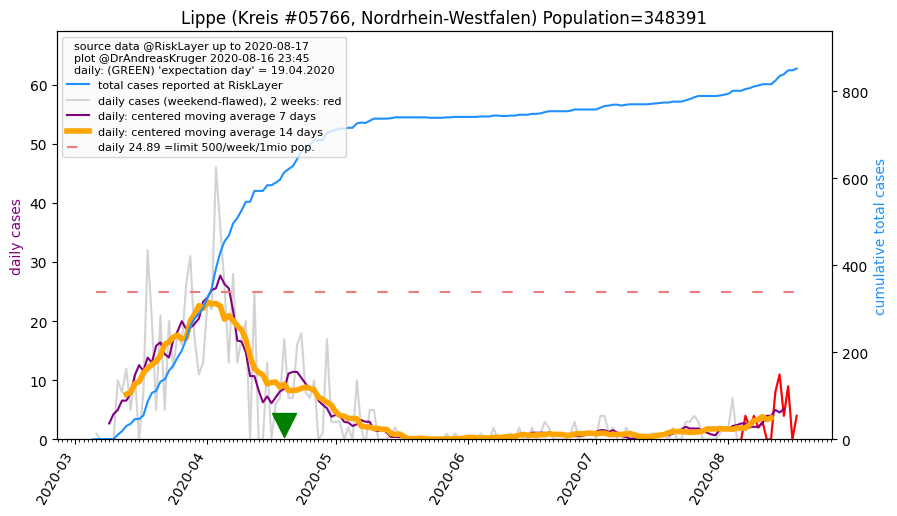 Lippe (Kreis #05766, Nordrhein-Westfalen) Population=348391
source data @RiskLayer up to 2020-08-17
plot @DrAndreasKruger 2020-08-16 23:45
daily: (GREEN) 'expectation day' = 19.04.2020
total cases reported at RiskLayer
daily cases (weekend-flawed), 2 weeks: red
daily: centered moving average 7 days
daily: centered moving average 14 days
daily 24.89 =limit 500/week/1mio pop.
daily cases
60
50
40
30
20
10
0
cumulative total cases
800
600
400
200
0
2020-03
2020-04
2020-05
2020-06
2020-07
2020-08